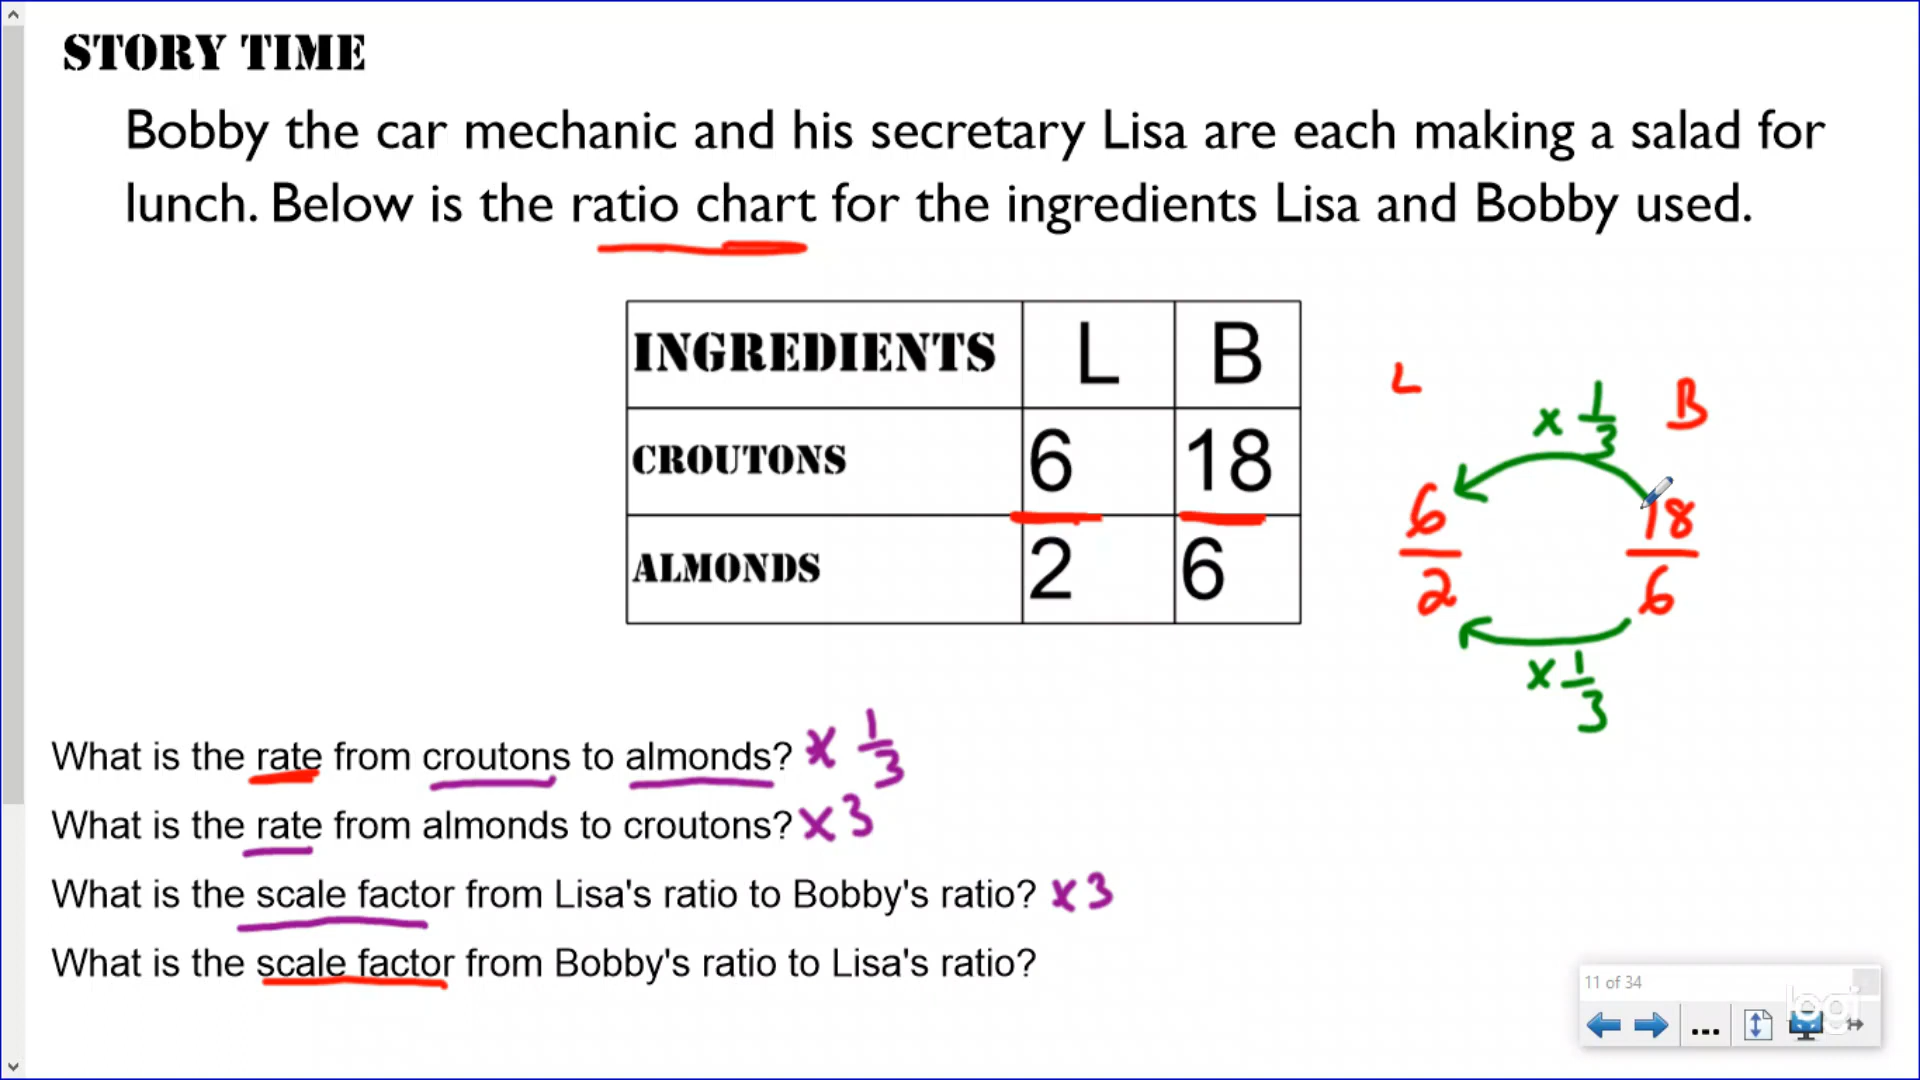 STORY TIME
Bobby the car mechanic and his secretary Lisa are each making a salad for
lunch. Below is the ratio chart for the ingredients Lisa and Bobby used.
INGREDIENTS L B
CROUTONS 6 18
ALMONDS 2 6
L x 1/3 B
6/2 18/6
x 1/3
What is the rate from croutons to almonds? x 1/3
What is the rate from almonds to croutons? x 3
What is the scale factor from Lisa's ratio to Bobby's ratio? x 3
What is the scale factor from Bobby's ratio to Lisa's ratio?
11 of 34
logi
...